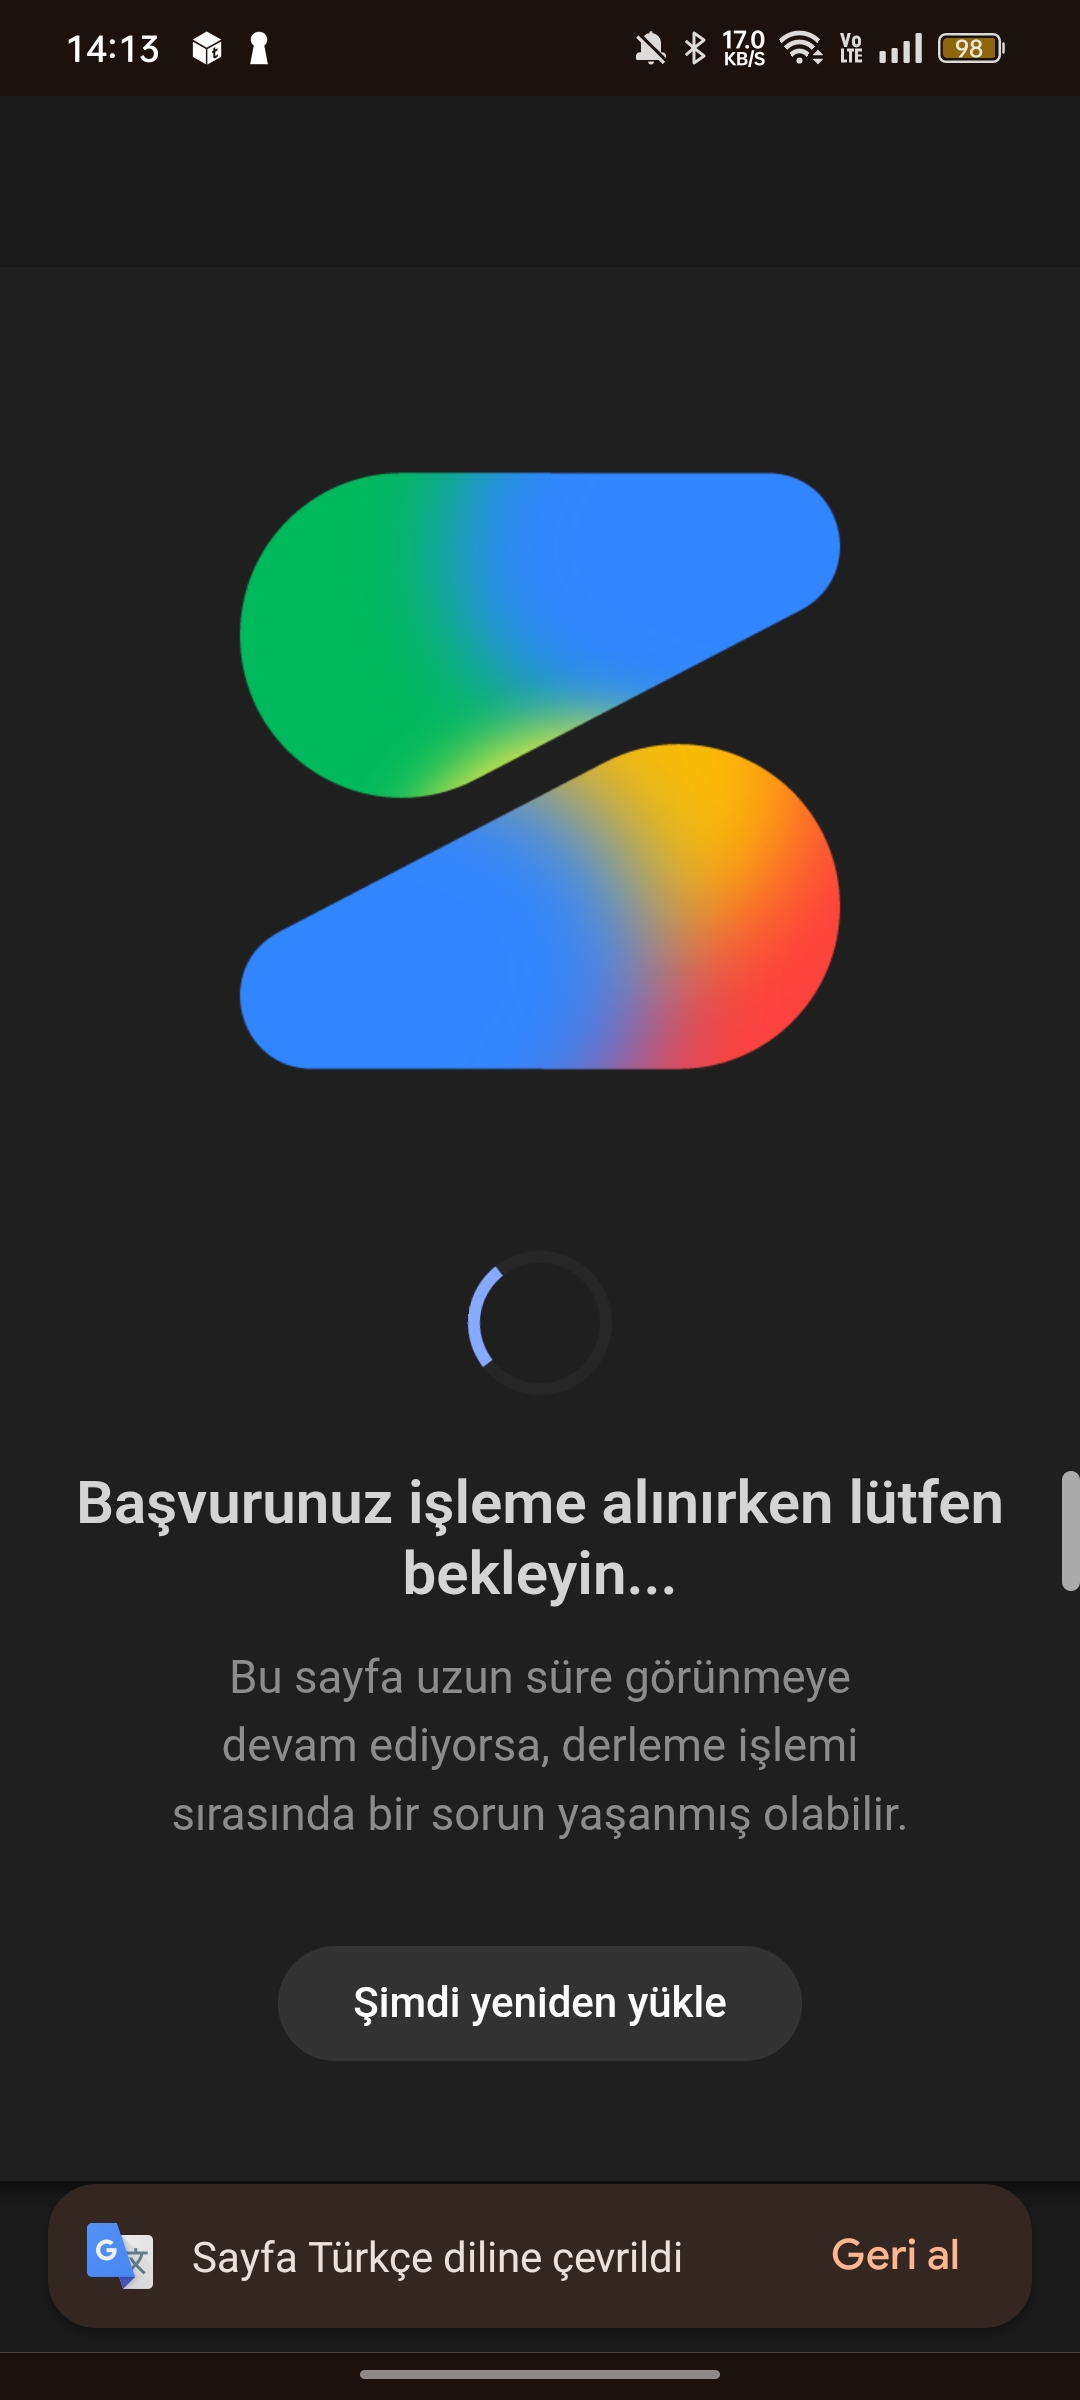 14:13
17.0
KB/S
Vo
LTE
98
Başvurunuz işleme alınırken lütfen
bekleyin...
Bu sayfa uzun süre görünmeye
devam ediyorsa, derleme işlemi
sırasında bir sorun yaşanmış olabilir.
Şimdi yeniden yükle
Sayfa Türkçe diline çevrildi
Geri al